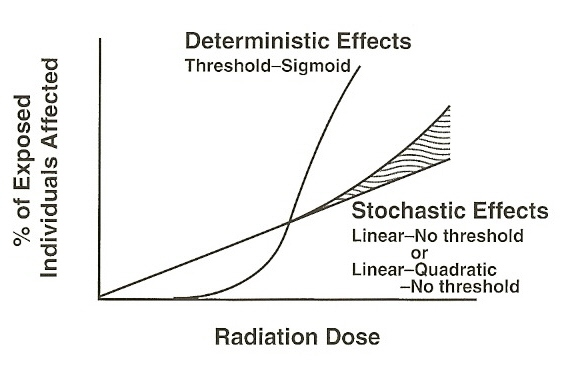 Deterministic Effects
Threshold–Sigmoid
% of Exposed
Individuals Affected
Stochastic Effects
Linear–No threshold
or
Linear–Quadratic
–No threshold
Radiation Dose